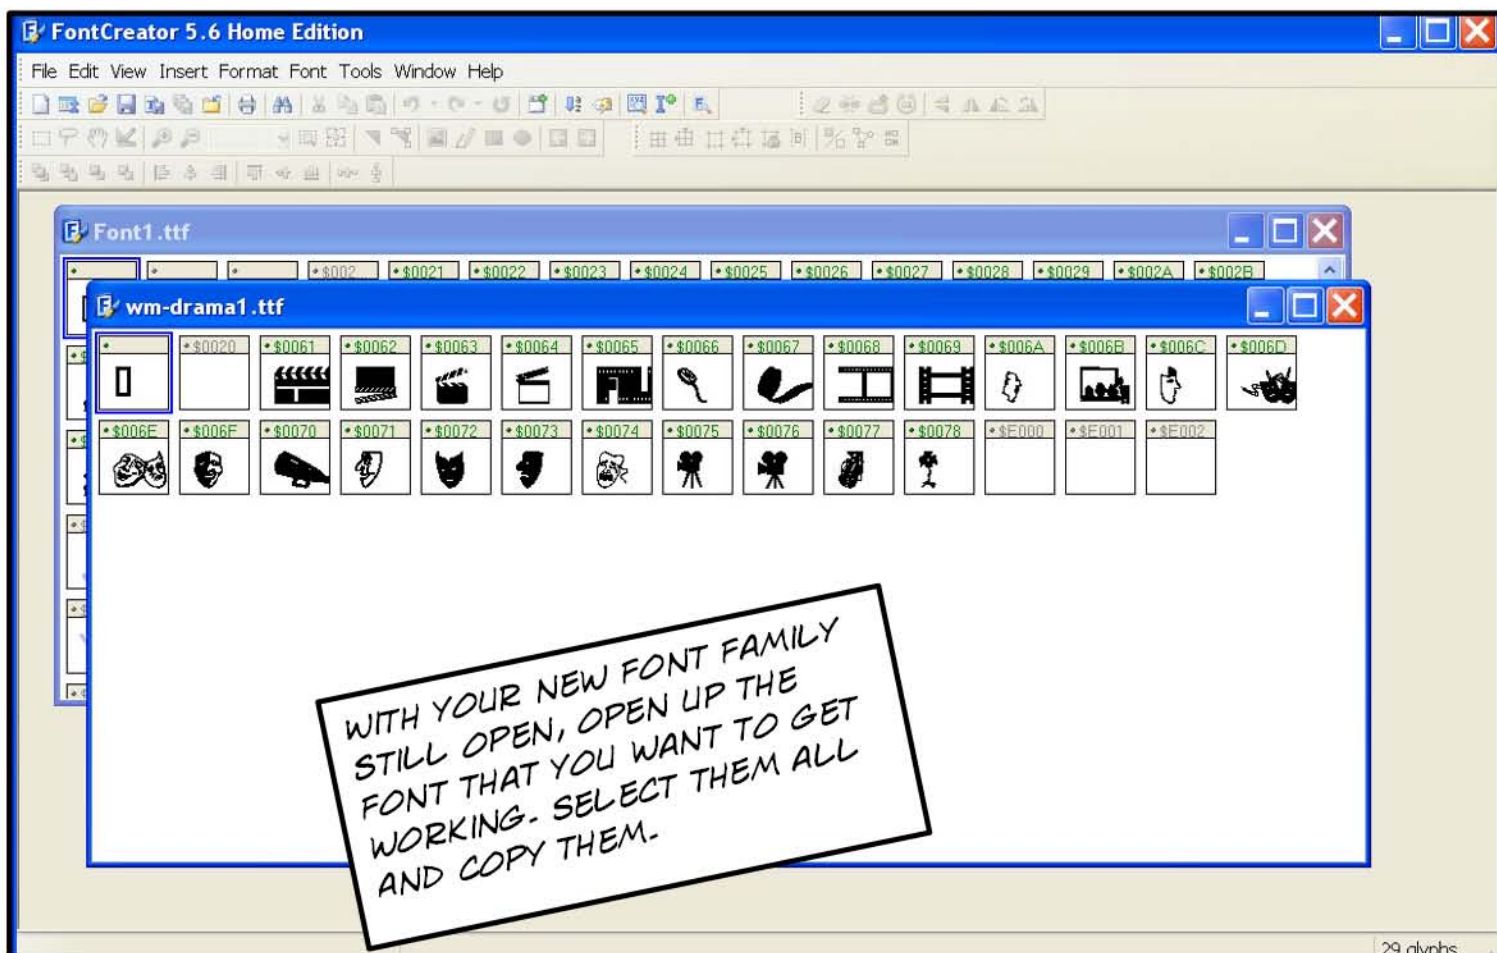 FontCreator 5.6 Home Edition
File Edit View Insert Format Font Tools Window Help
Font1.ttf
$002 $0021 $0022 $0023 $0024 $0025 $0026 $0027 $0028 $0029 $002A $002B
wm-drama1.ttf
$0020 $0061 $0062 $0063 $0064 $0065 $0066 $0067 $0068 $0069 $006A $006B $006C $006D
$006E $006F $0070 $0071 $0072 $0073 $0074 $0075 $0076 $0077 $0078 $E000 $E001 $E002
WITH YOUR NEW FONT FAMILY
STILL OPEN, OPEN UP THE
FONT THAT YOU WANT TO GET
WORKING. SELECT THEM ALL
AND COPY THEM.
29 glyphs